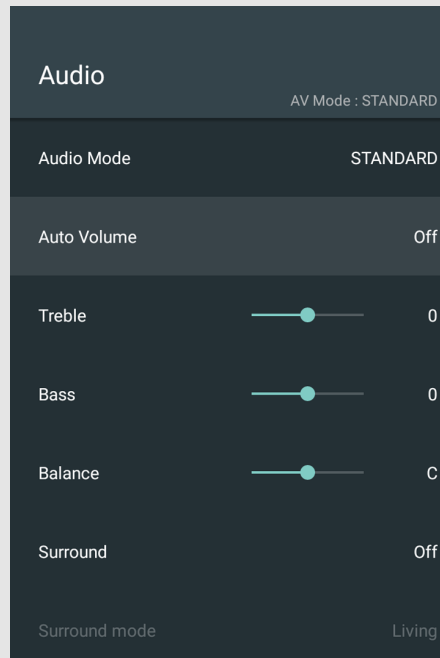 Audio
AV Mode : STANDARD
Audio Mode STANDARD
Auto Volume Off
Treble 0
Bass 0
Balance C
Surround Off
Surround mode Living